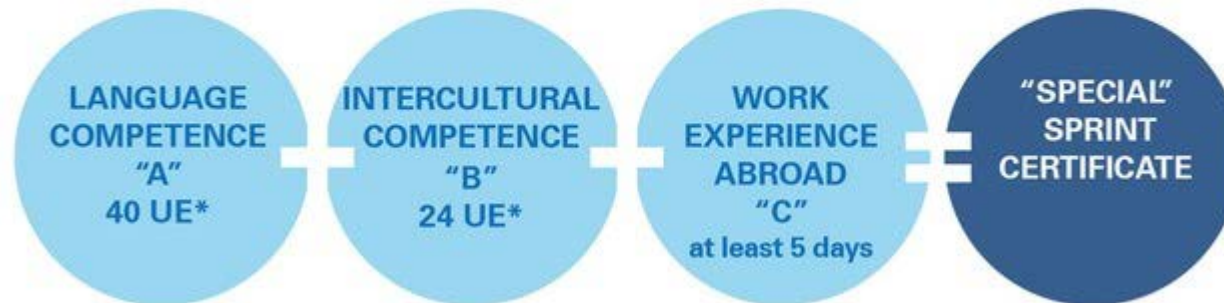 LANGUAGE
COMPETENCE
"A"
40 UE*
INTERCULTURAL
COMPETENCE
"B"
24 UE*
WORK
EXPERIENCE
ABROAD
"C"
at least 5 days
"SPECIAL"
SPRINT
CERTIFICATE